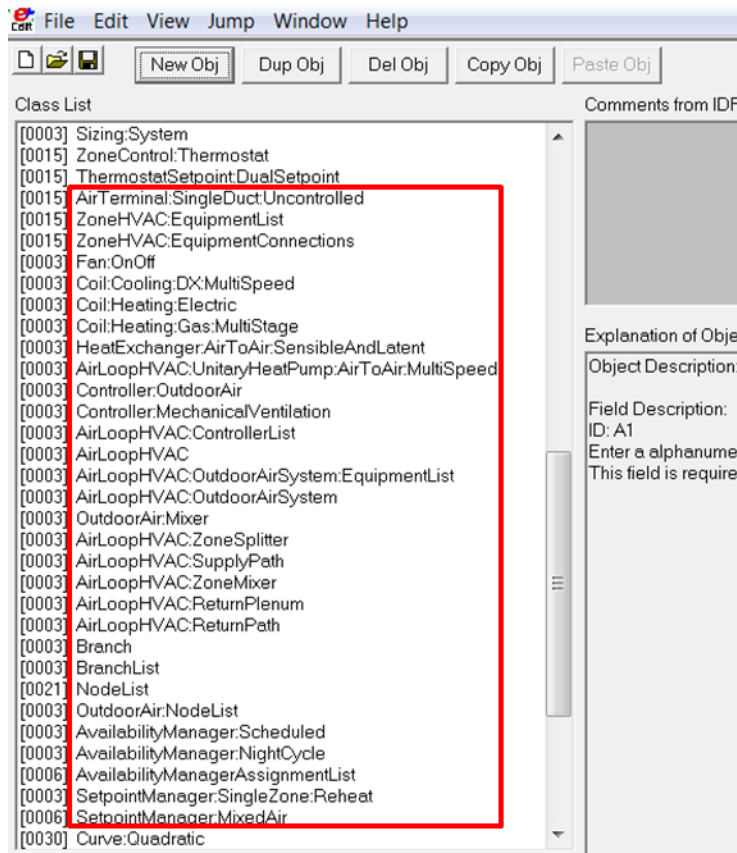 File Edit View Jump Window Help
New Obj Dup Obj Del Obj Copy Obj Paste Obj
Class List
Comments from IDF
[0003] Sizing:System
[0015] ZoneControl:Thermostat
[0015] ThermostatSetpoint:DualSetpoint
[0015] AirTerminal:SingleDuct:Uncontrolled
[0015] ZoneHVAC:EquipmentList
[0015] ZoneHVAC:EquipmentConnections
[0003] Fan:OnOff
[0003] Coil:Cooling:DX:MultiSpeed
[0003] Coil:Heating:Electric
[0003] Coil:Heating:Gas:MultiStage
[0003] HeatExchanger:AirToAir:SensibleAndLatent
[0003] AirLoopHVAC:UnitaryHeatPump:AirToAir:MultiSpeed
[0003] Controller:OutdoorAir
[0003] Controller:MechanicalVentilation
[0003] AirLoopHVAC:ControllerList
[0003] AirLoopHVAC
[0003] AirLoopHVAC:OutdoorAirSystem:EquipmentList
[0003] AirLoopHVAC:OutdoorAirSystem
[0003] OutdoorAir:Mixer
[0003] AirLoopHVAC:ZoneSplitter
[0003] AirLoopHVAC:SupplyPath
[0003] AirLoopHVAC:ZoneMixer
[0003] AirLoopHVAC:ReturnPlenum
[0003] AirLoopHVAC:ReturnPath
[0003] Branch
[0003] BranchList
[0021] NodeList
[0003] OutdoorAir:NodeList
[0003] AvailabilityManager:Scheduled
[0003] AvailabilityManager:NightCycle
[0006] AvailabilityManagerAssignmentList
[0003] SetpointManager:SingleZone:Reheat
[0006] SetpointManager:MixedAir
[0030] Curve:Quadratic
Explanation of Obje
Object Description:
Field Description:
ID: A1
Enter a alphanume
This field is require